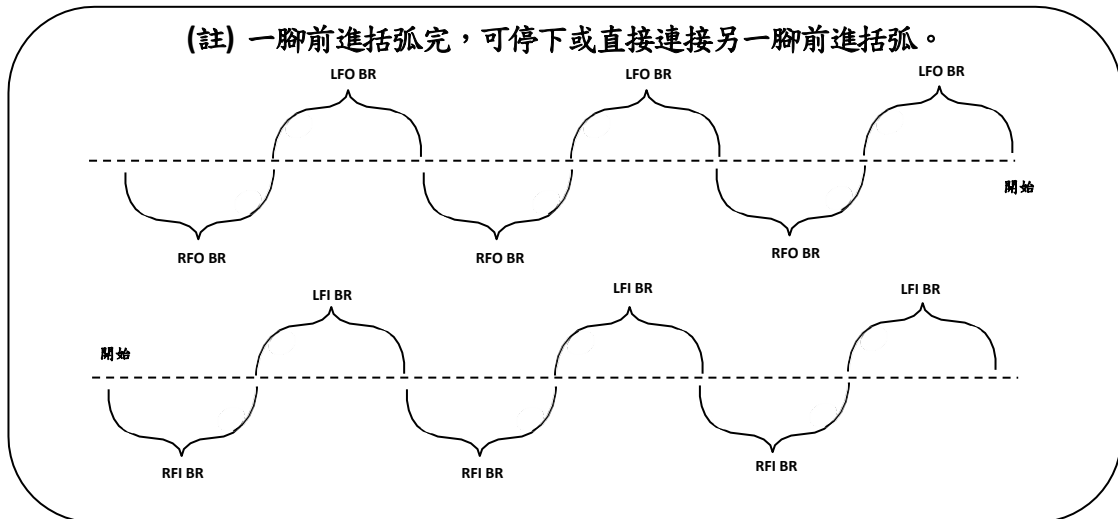 (註) 一腳前進括弧完，可停下或直接連接另一腳前進括弧。
LFO BR LFO BR LFO BR
開始
RFO BR RFO BR RFO BR
LFI BR LFI BR LFI BR
開始
RFI BR RFI BR RFI BR